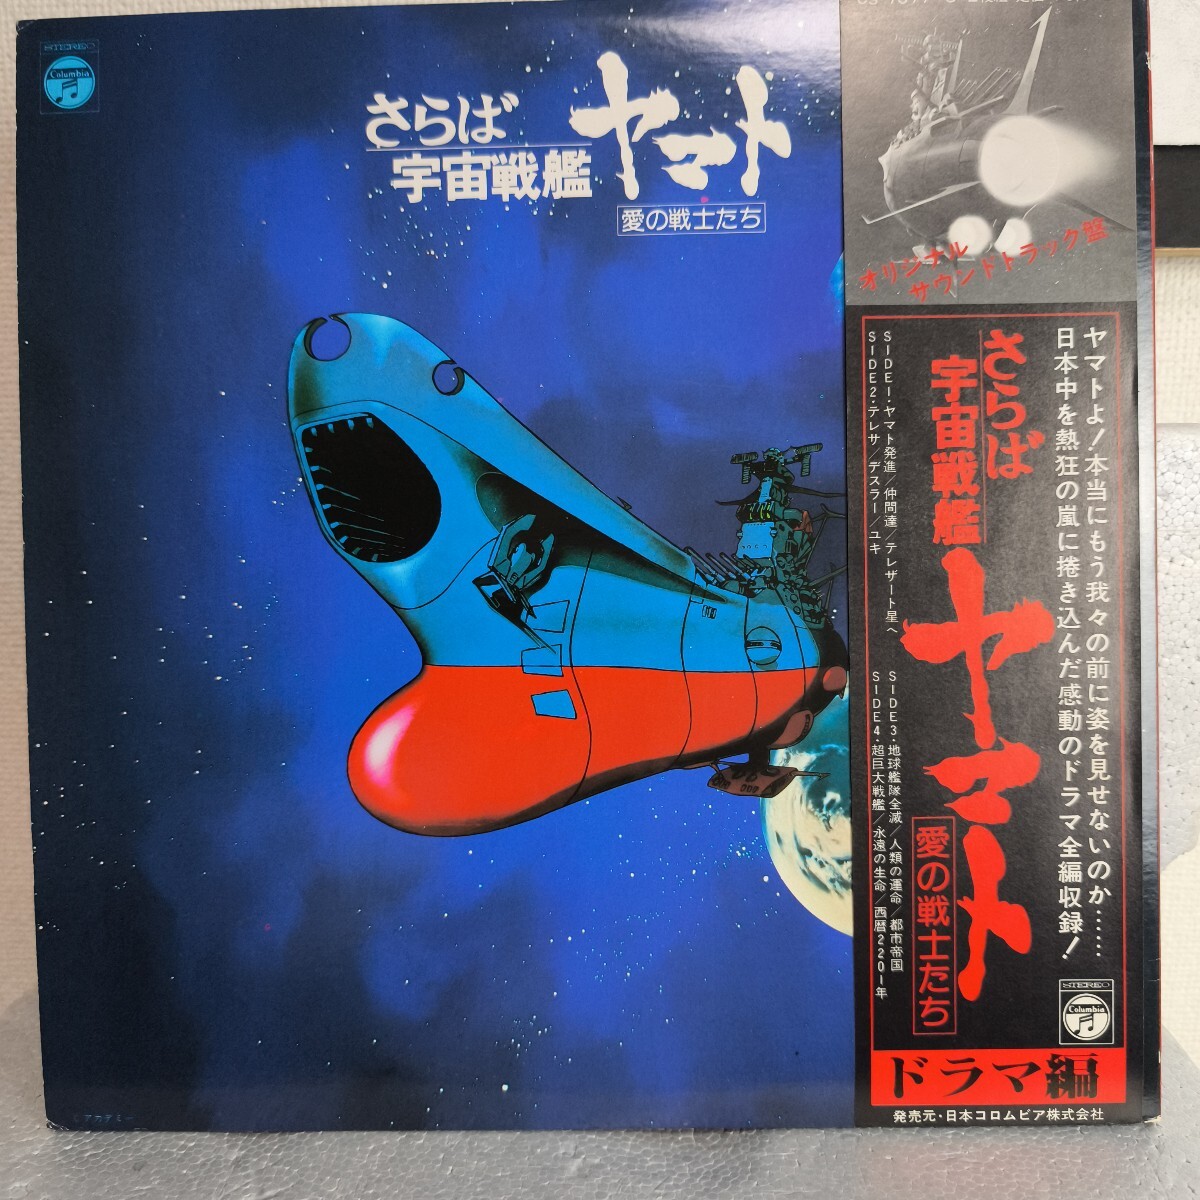 STEREO
Columbia
さらば
宇宙戦艦
ヤマト
愛の戦士たち
オリジナル
サウンドトラック盤
ヤマトよ!本当にもう我々の前に姿を見せないのか……
日本中を熱狂の嵐に捲き込んだ感動のドラマ全編収録!
さらば
宇宙戦艦
ヤマト
愛の戦士たち
SIDE1・ヤマト発進/仲間達/テレザート星へ
SIDE2・テレサ/デスラー/ユキ
SIDE3・地球艦隊全滅/人類の運命/都市帝国
SIDE4・超巨大戦艦/永遠の生命/西暦2201年
STEREO
Columbia
ドラマ編
発売元・日本コロムビア株式会社